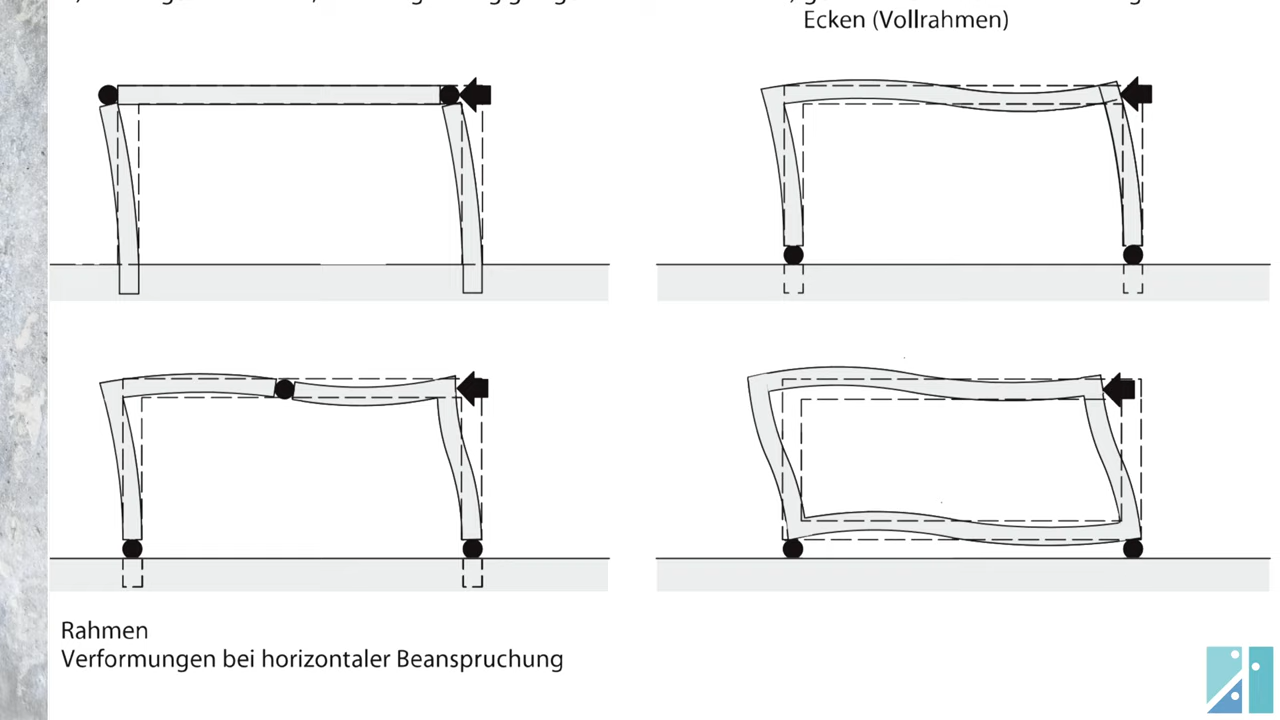 Ecken (Vollrahmen)
Rahmen
Verformungen bei horizontaler Beanspruchung